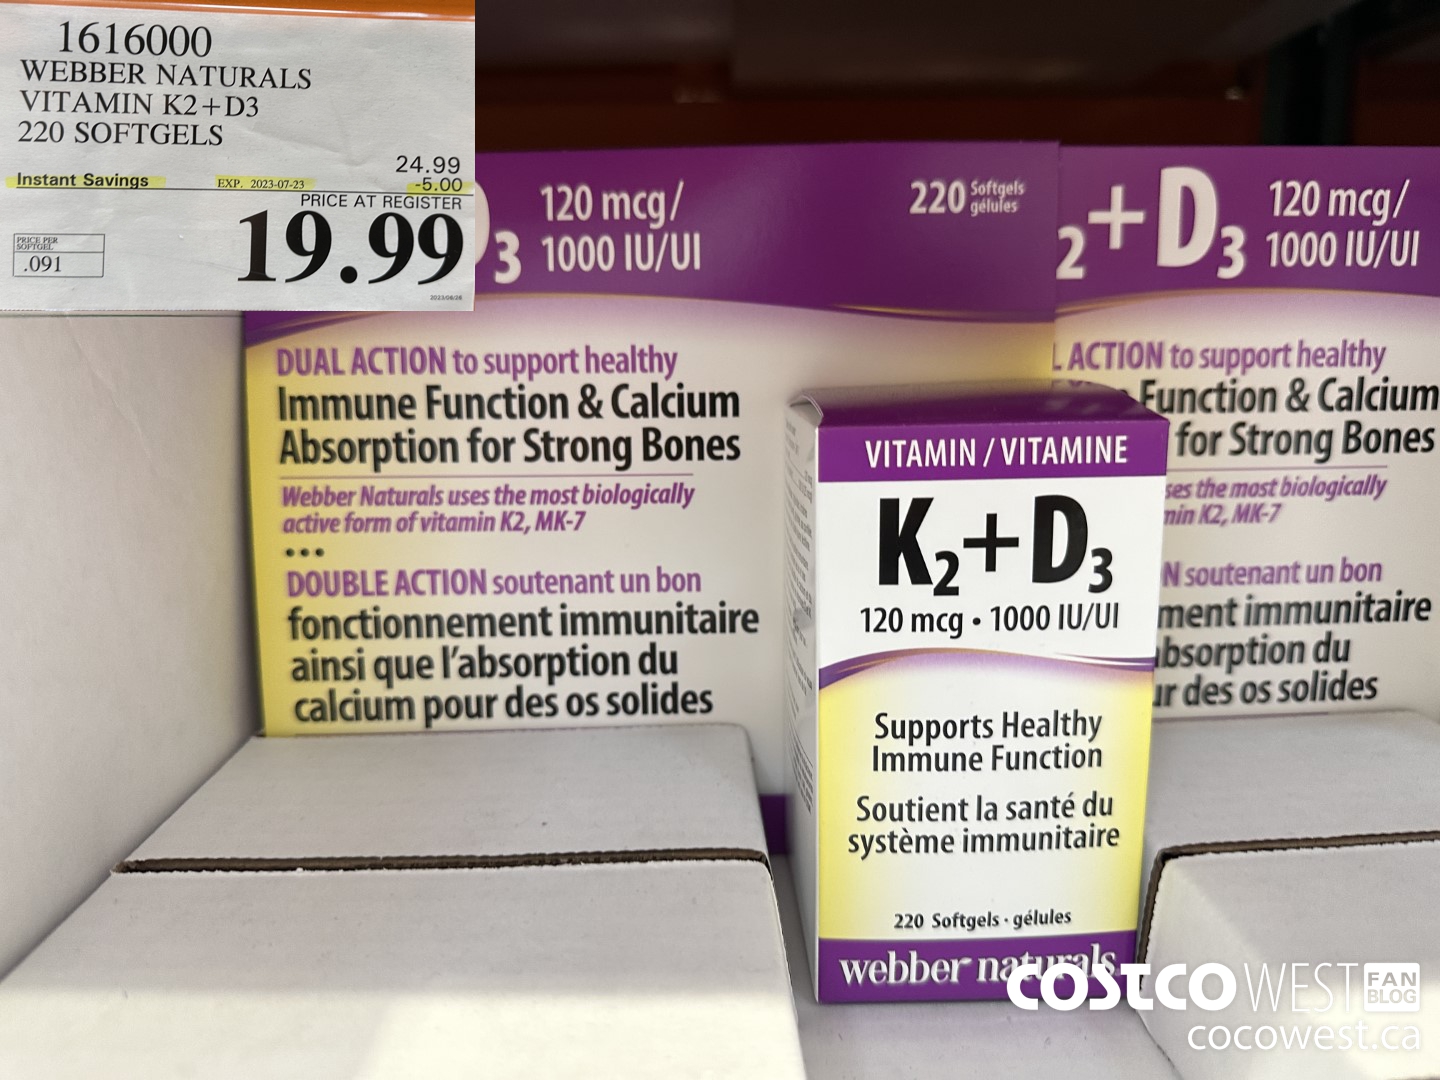 1616000
WEBBER NATURALS
VITAMIN K2+D3
220 SOFTGELS
24.99
Instant Savings EXP. 2023-07-23 -5.00
PRICE AT REGISTER
19.99
PRICE PER
SOFTGEL
.091
2023/06/26
3 120 mcg/
1000 IU/UI
220 Softgels
gélules
DUAL ACTION to support healthy
Immune Function & Calcium
Absorption for Strong Bones
Webber Naturals uses the most biologically
active form of vitamin K2, MK-7
•••
DOUBLE ACTION soutenant un bon
fonctionnement immunitaire
ainsi que l'absorption du
calcium pour des os solides
2+D3 120 mcg/
1000 IU/UI
L ACTION to support healthy
Function & Calcium
for Strong Bones
ses the most biologically
min K2, MK-7
N soutenant un bon
ment immunitaire
absorption du
ur des os solides
VITAMIN / VITAMINE
K2+D3
120 mcg • 1000 IU/UI
Supports Healthy
Immune Function
Soutient la santé du
système immunitaire
220 Softgels · gélules
webber naturals
COSTCO WEST FAN
BLOG
cocowest.ca